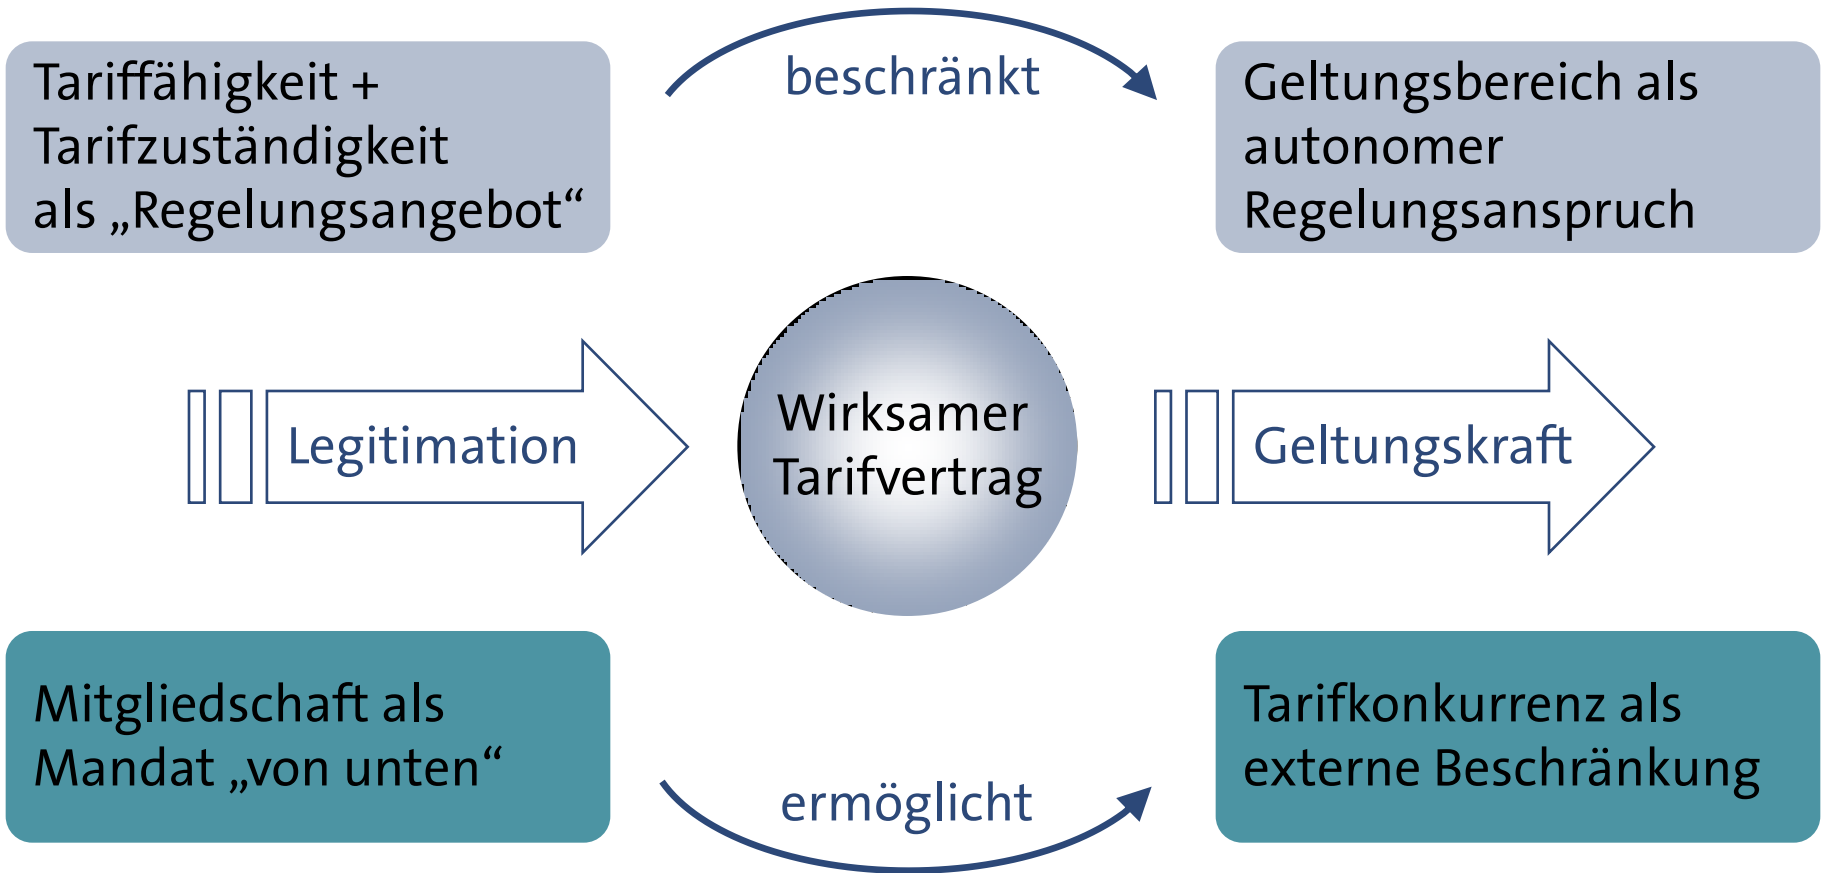 Tariffähigkeit +
Tarifzuständigkeit
als „Regelungsangebot“
beschränkt
Geltungsbereich als
autonomer
Regelungsanspruch
Legitimation
Wirksamer
Tarifvertrag
Geltungskraft
Mitgliedschaft als
Mandat „von unten“
ermöglicht
Tarifkonkurrenz als
externe Beschränkung